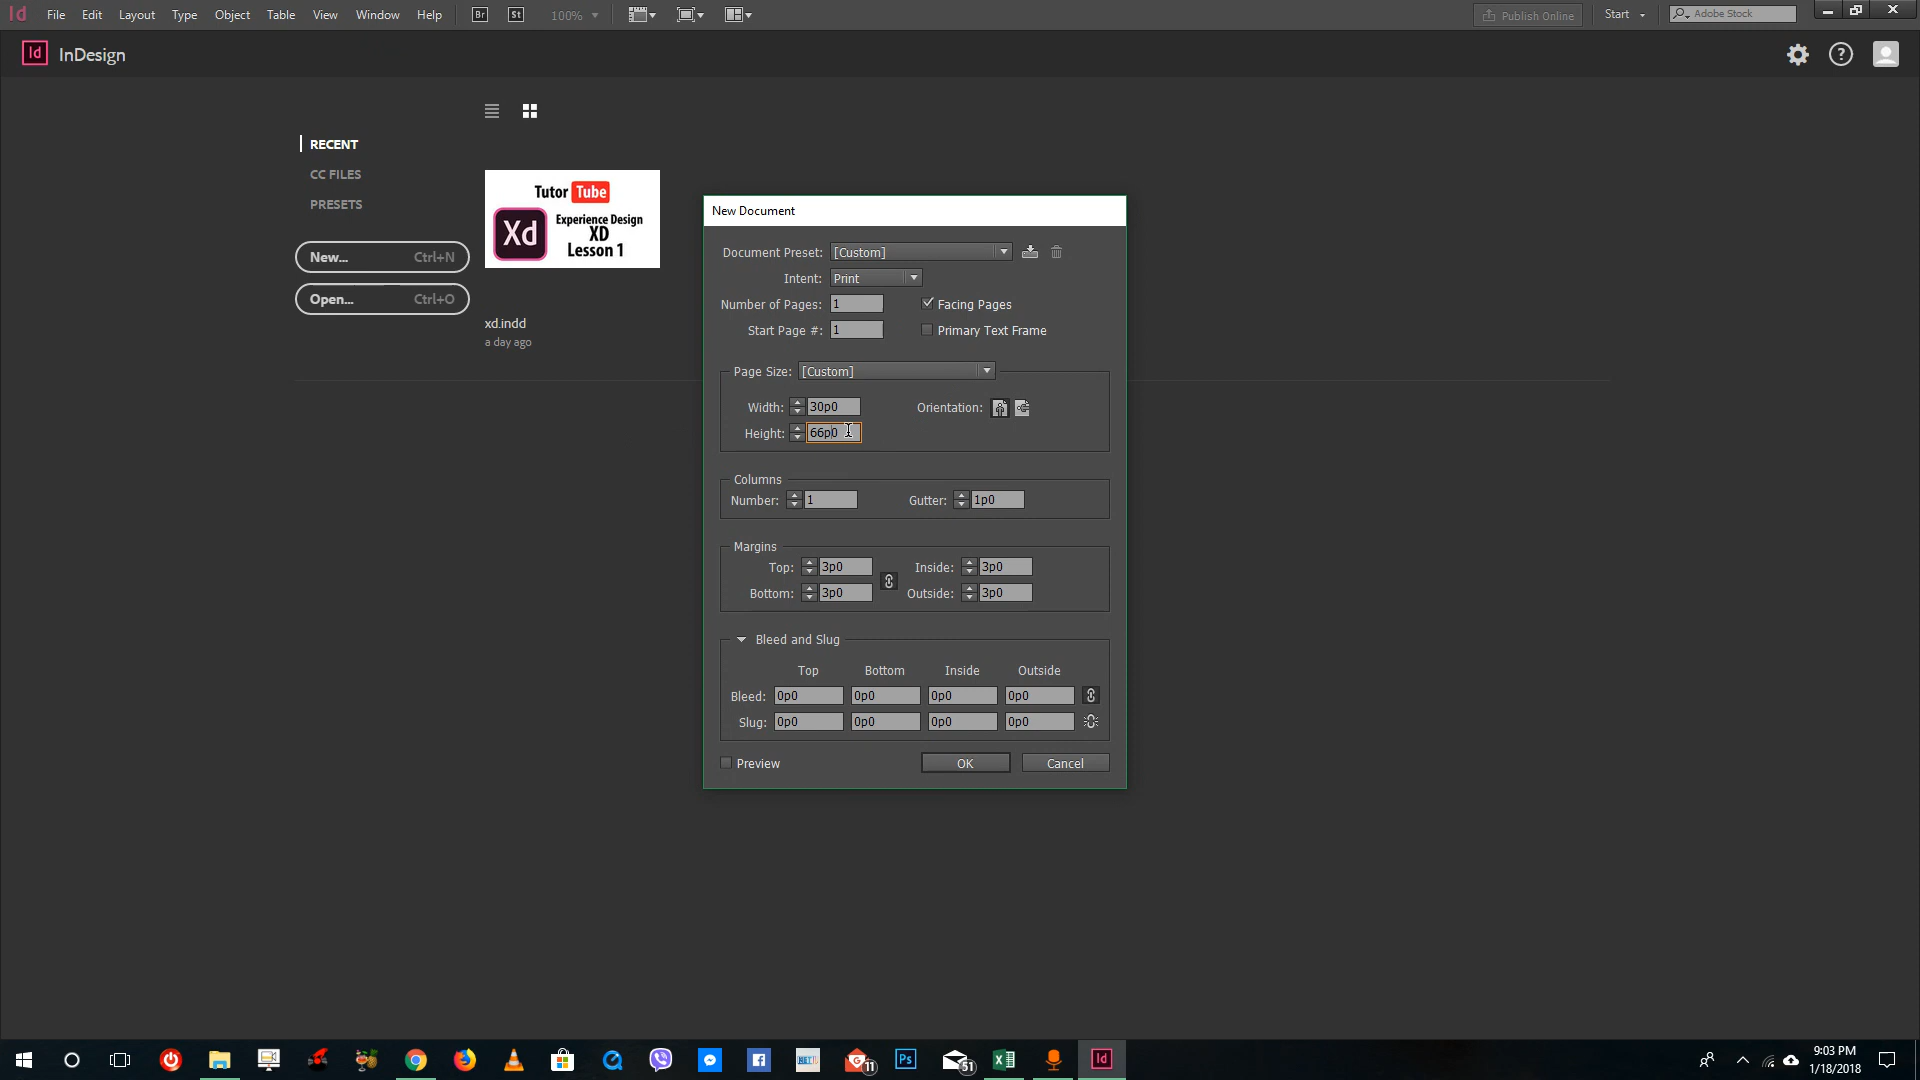 Id File Edit Layout Type Object Table View Window Help Br St 100% Publish Online Start Adobe Stock
Id InDesign
RECENT
CC FILES
PRESETS
New... Ctrl+N
Open... Ctrl+O
Tutor Tube
Xd Experience Design
XD
Lesson 1
xd.indd
a day ago
New Document
Document Preset: [Custom]
Intent: Print
Number of Pages: 1 Facing Pages
Start Page #: 1 Primary Text Frame
Page Size: [Custom]
Width: 30p0 Orientation:
Height: 66p0
Columns
Number: 1 Gutter: 1p0
Margins
Top: 3p0 Inside: 3p0
Bottom: 3p0 Outside: 3p0
Bleed and Slug
Top Bottom Inside Outside
Bleed: 0p0 0p0 0p0 0p0
Slug: 0p0 0p0 0p0 0p0
Preview OK Cancel
11 Ps 51 Id
9:03 PM
1/18/2018